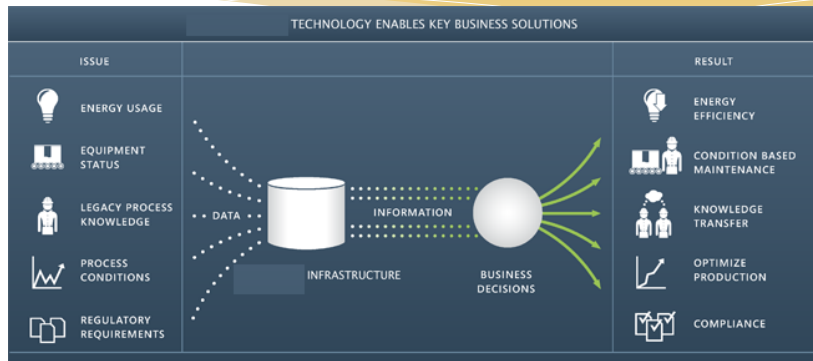 TECHNOLOGY ENABLES KEY BUSINESS SOLUTIONS
ISSUE
RESULT
ENERGY USAGE
EQUIPMENT
STATUS
LEGACY PROCESS
KNOWLEDGE
PROCESS
CONDITIONS
REGULATORY
REQUIREMENTS
DATA
INFORMATION
INFRASTRUCTURE
BUSINESS
DECISIONS
ENERGY
EFFICIENCY
CONDITION BASED
MAINTENANCE
KNOWLEDGE
TRANSFER
OPTIMIZE
PRODUCTION
COMPLIANCE